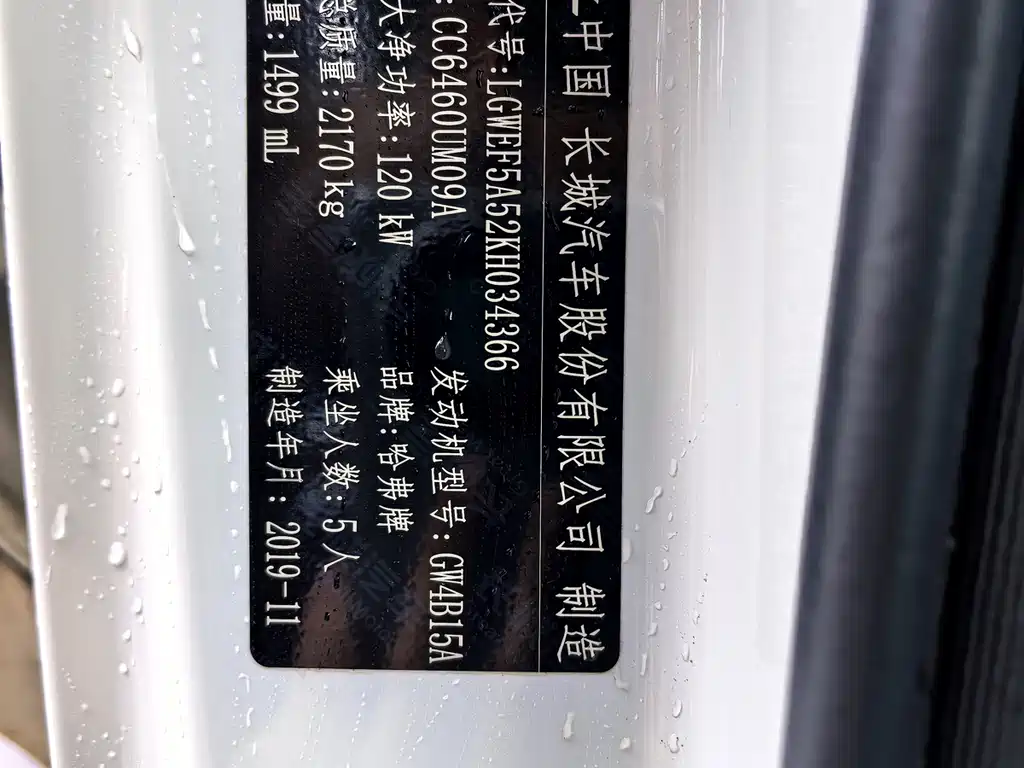 中国 长城汽车股份有限公司 制造
代号:LGWEF5A52KH034366
:CC6460UM09A 发动机型号:GW4B15A
大净功率:120 kW 品牌:哈弗牌
质量:2170 kg 乘坐人数:5 人
量:1499 mL 制造年月: 2019-11